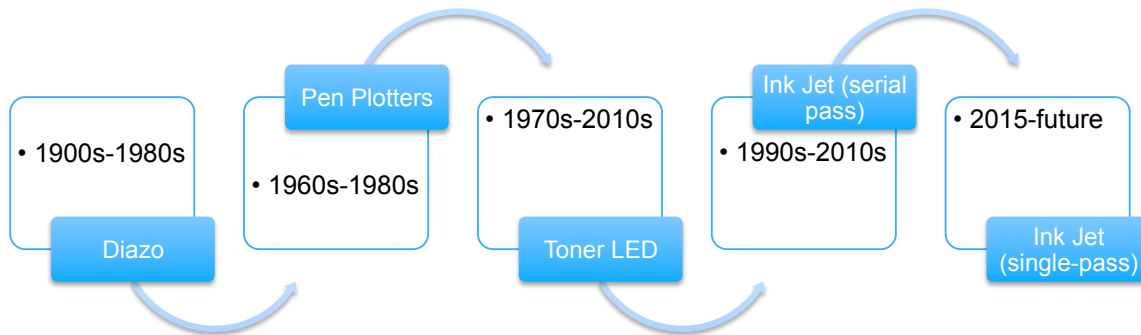 • 1900s-1980s
Diazo
Pen Plotters
• 1960s-1980s
• 1970s-2010s
Toner LED
Ink Jet (serial
pass)
• 1990s-2010s
• 2015-future
Ink Jet
(single-pass)